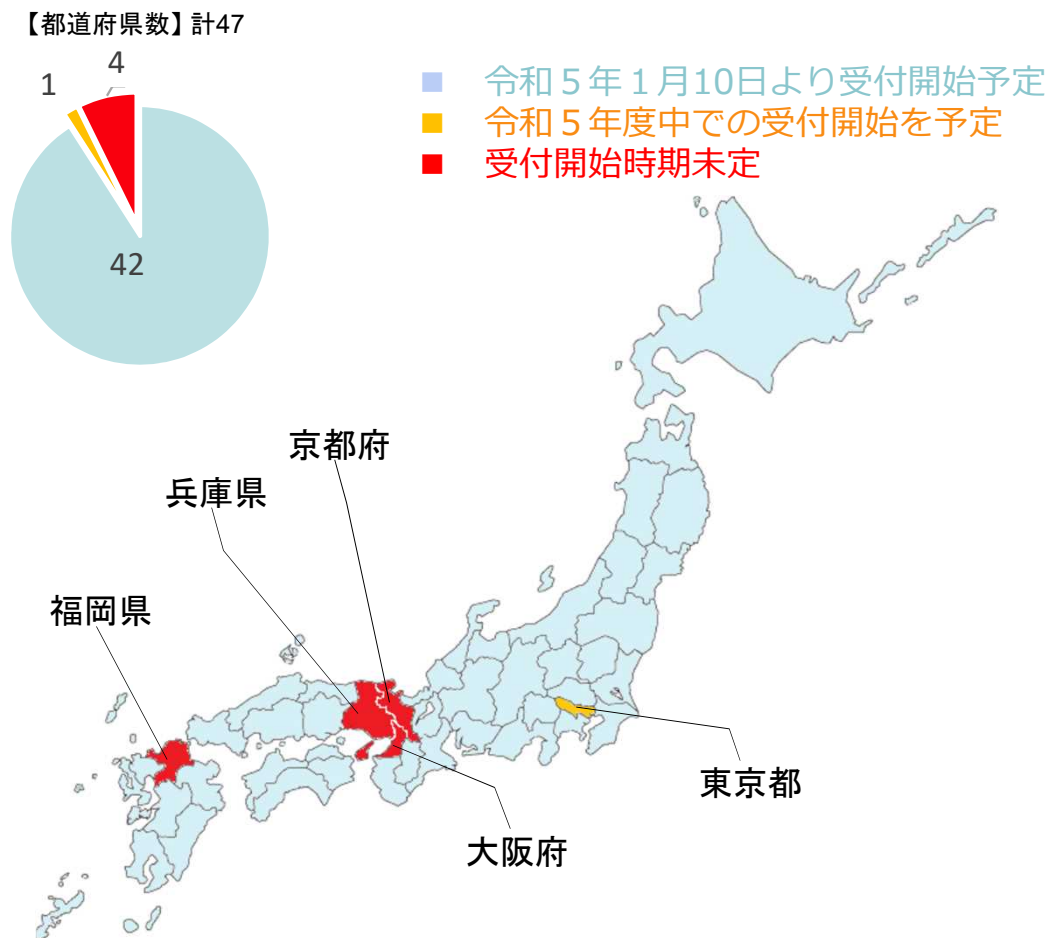 【都道府県数】計47
1
4
42
■ 令和５年１月10日より受付開始予定
■ 令和５年度中での受付開始を予定
■ 受付開始時期未定
京都府
兵庫県
福岡県
東京都
大阪府